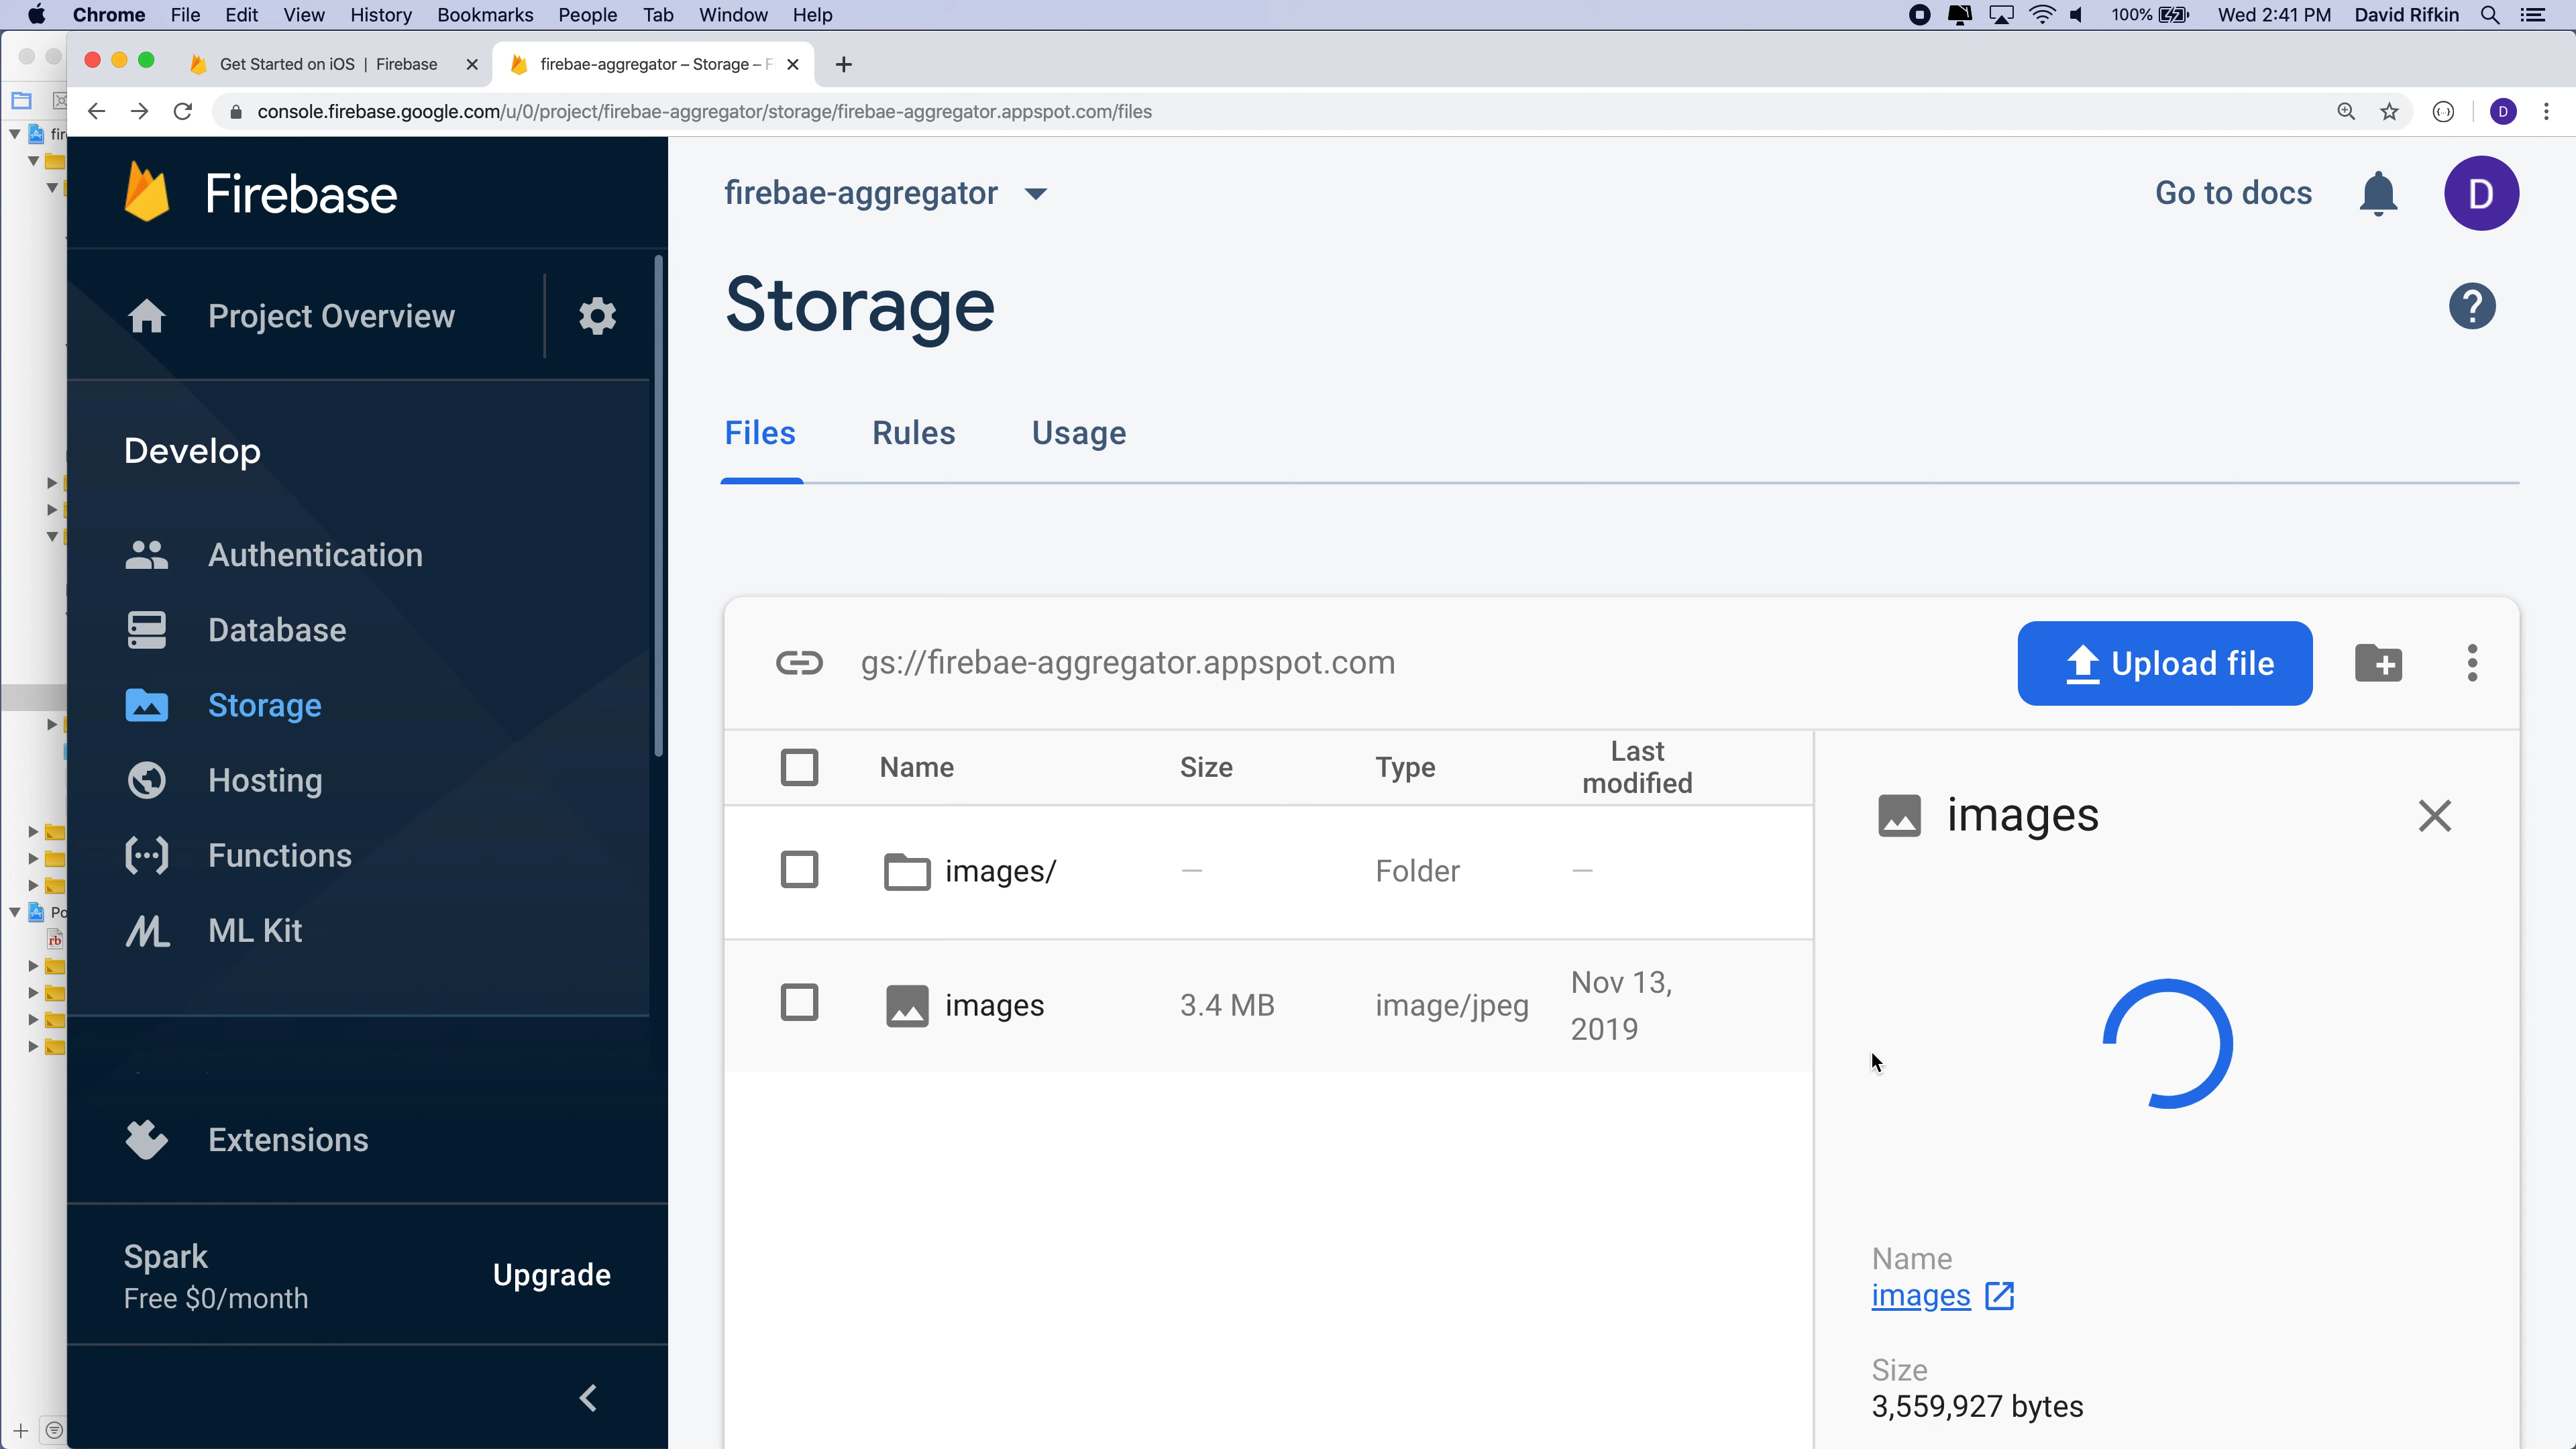 Chrome File Edit View History Bookmarks People Tab Window Help
100% Wed 2:41 PM David Rifkin
Get Started on iOS | Firebase
firebae-aggregator – Storage – F
console.firebase.google.com/u/0/project/firebae-aggregator/storage/firebae-aggregator.appspot.com/files
D
Firebase
firebae-aggregator
Go to docs
D
Project Overview
Storage
?
Files
Rules
Usage
Develop
Authentication
Database
Storage
Hosting
Functions
ML Kit
Extensions
Spark
Free $0/month
Upgrade
gs://firebae-aggregator.appspot.com
Upload file
Name
Size
Type
Last
modified
images/
—
Folder
—
images
3.4 MB
image/jpeg
Nov 13,
2019
images
Name
images
Size
3,559,927 bytes
rb